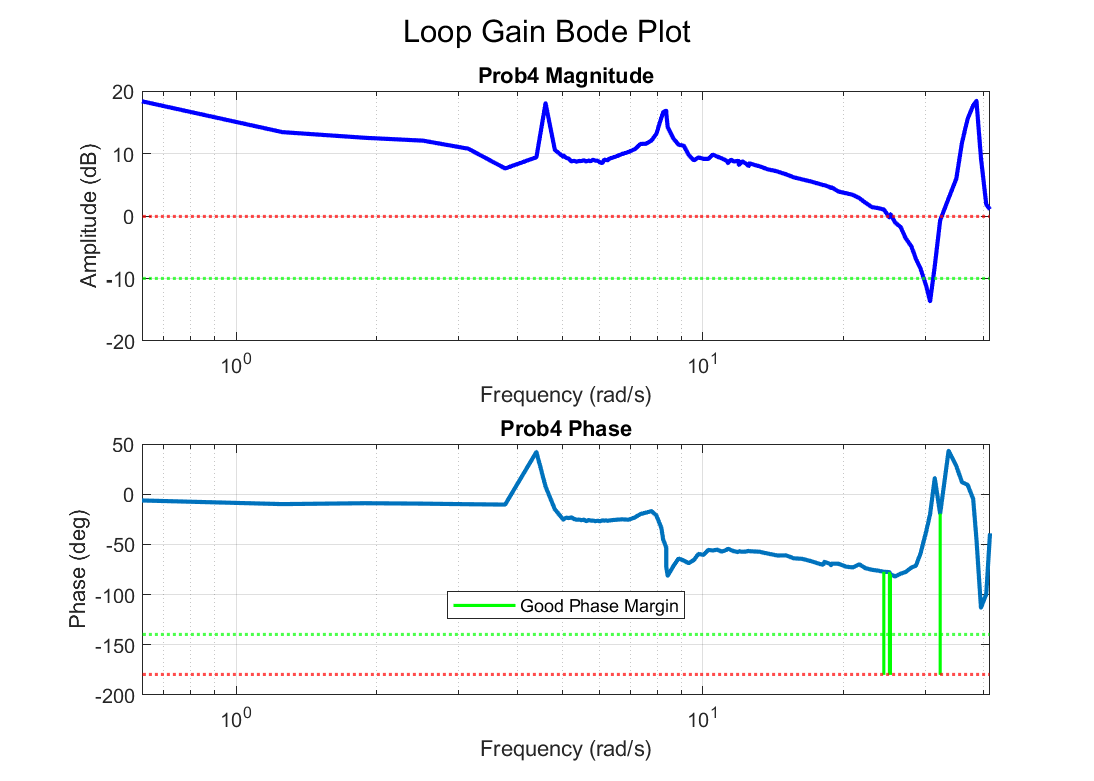 Loop Gain Bode Plot
Prob4 Magnitude
Amplitude (dB)
20
10
0
-10
-20
10^0
10^1
Frequency (rad/s)
Prob4 Phase
Phase (deg)
50
0
-50
-100
-150
-200
Good Phase Margin
10^0
10^1
Frequency (rad/s)